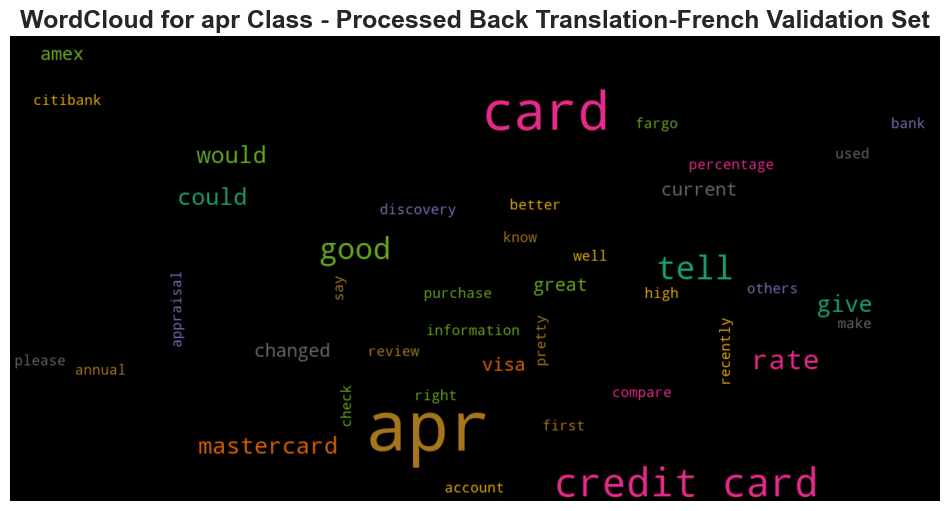 WordCloud for apr Class - Processed Back Translation-French Validation Set
amex
citibank
card
fargo
bank
would
percentage
used
could
current
discovery
better
know
good
well
tell
appraisal
say
purchase
great
high
others
give
make
information
pretty
recently
please
annual
changed
review
visa
rate
check
right
compare
apr
first
mastercard
account
credit card